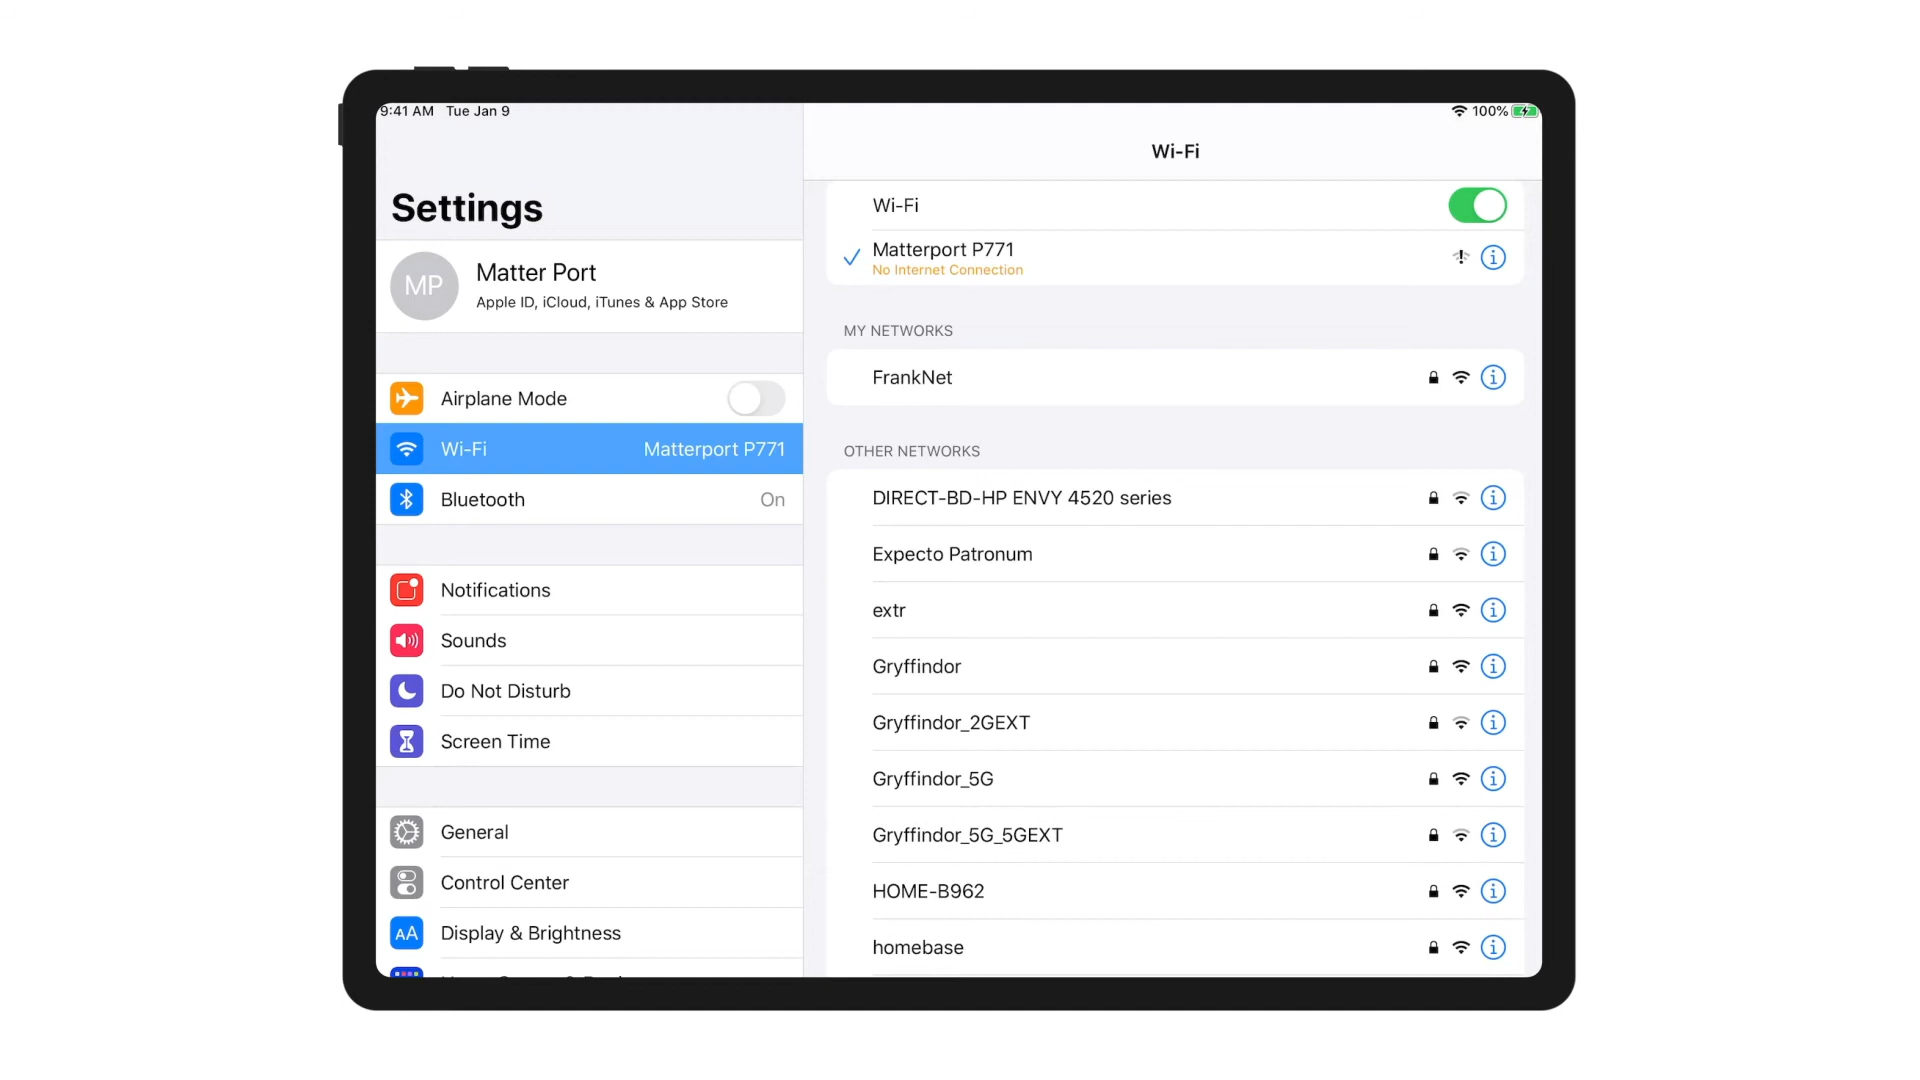 9:41 AM Tue Jan 9
100%
Settings
MP
Matter Port
Apple ID, iCloud, iTunes & App Store
Airplane Mode
Wi-Fi Matterport P771
Bluetooth On
Notifications
Sounds
Do Not Disturb
Screen Time
General
Control Center
AA Display & Brightness
Wi-Fi
Wi-Fi
Matterport P771
No Internet Connection
MY NETWORKS
FrankNet
OTHER NETWORKS
DIRECT-BD-HP ENVY 4520 series
Expecto Patronum
extr
Gryffindor
Gryffindor_2GEXT
Gryffindor_5G
Gryffindor_5G_5GEXT
HOME-B962
homebase